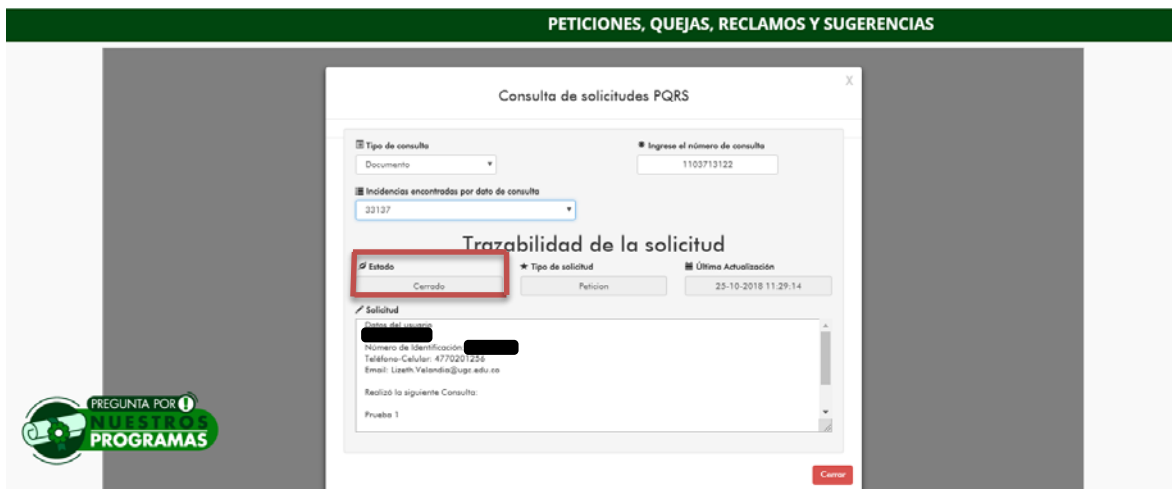 PETICIONES, QUEJAS, RECLAMOS Y SUGERENCIAS
X
Consulta de solicitudes PQRS
Tipo de consulta
Ingrese el número de consulta
Documento
1103713122
Incidencias encontradas por dato de consulta
33137
Trazabilidad de la solicitud
Estado
Tipo de solicitud
Última Actualización
Cerrado
Peticion
25-10-2018 11:29:14
Solicitud
Datos del usuario
Número de Identificación
Teléfono-Celular: 4770201256
Email: Lizeth.Velandia@ugc.edu.co
Realizó la siguiente Consulta:
Prueba 1
PREGUNTA POR
NUESTROS
PROGRAMAS
Cerrar